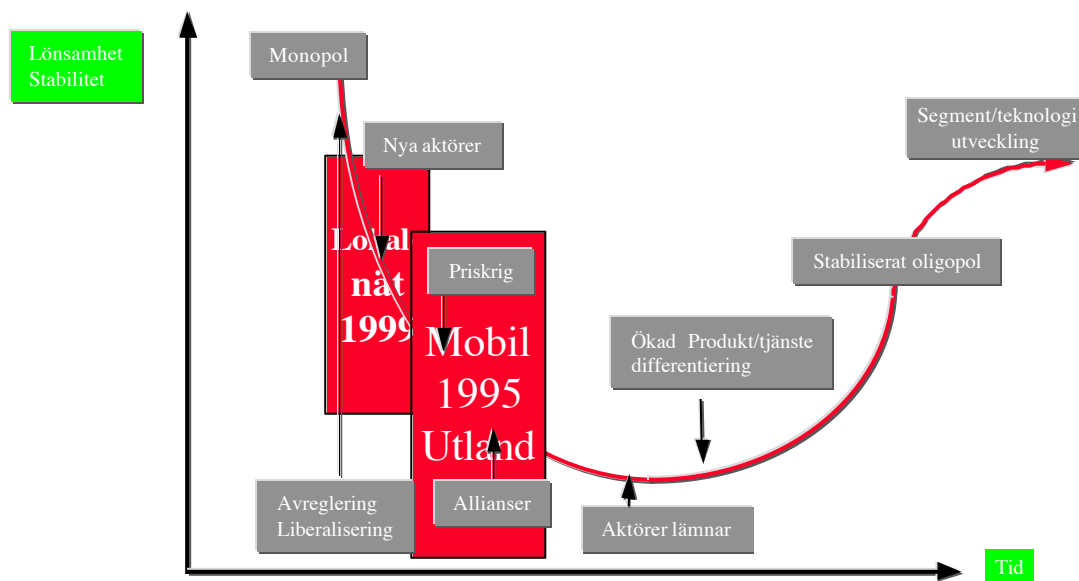 Lönsamhet
Stabilitet
Monopol
Nya aktörer
Segment/teknologi
utveckling
nät
1999
Priskrig
Stabiliserat oligopol
Mobil
1995
Utland
Ökad Produkt/tjänste
differentiering
Avreglering
Liberalisering
Allianser
Aktörer lämnar
Tid